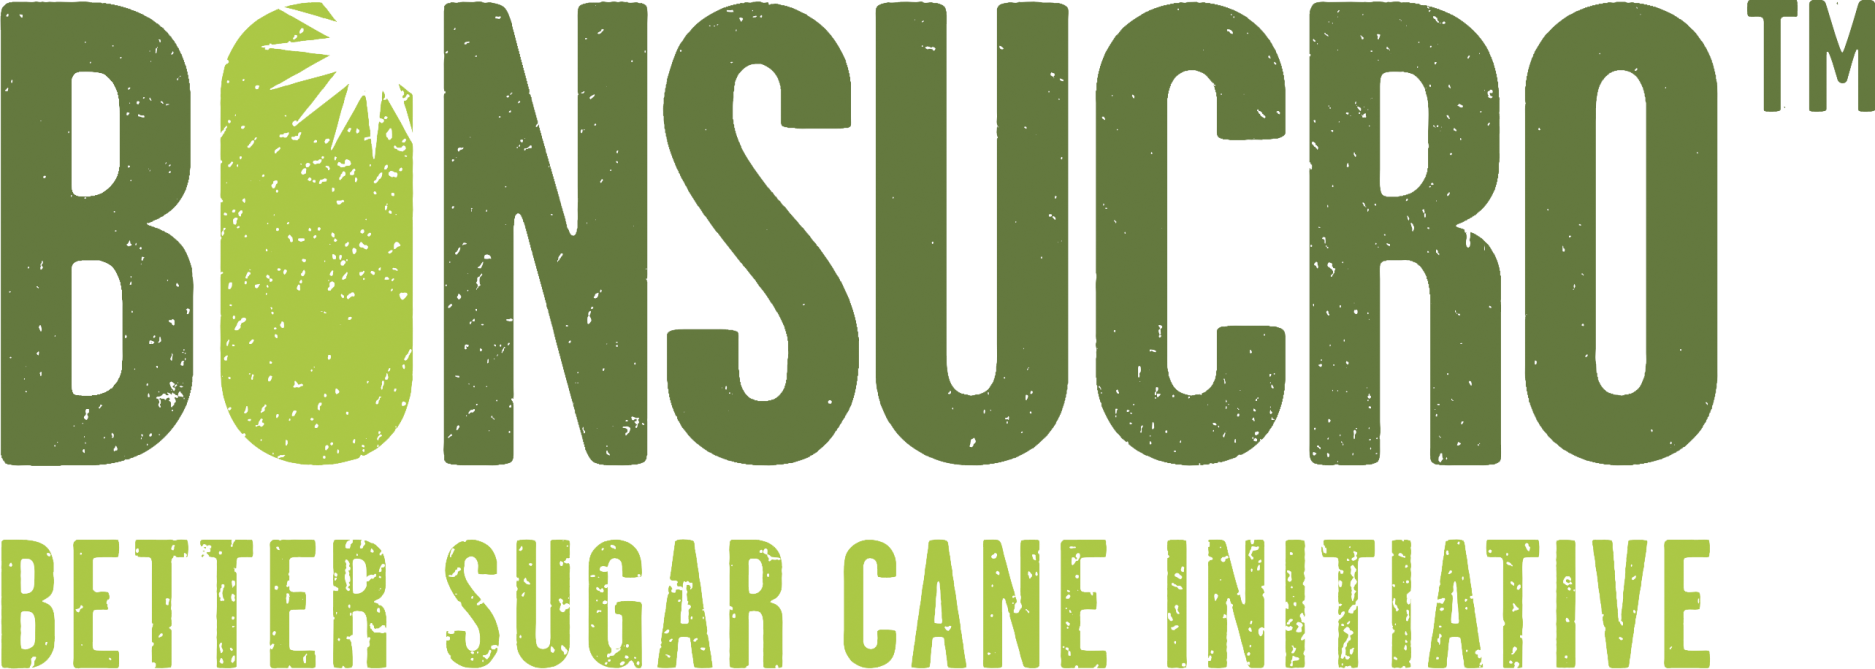 BONSUCRO™
BETTER SUGAR CANE INITIATIVE